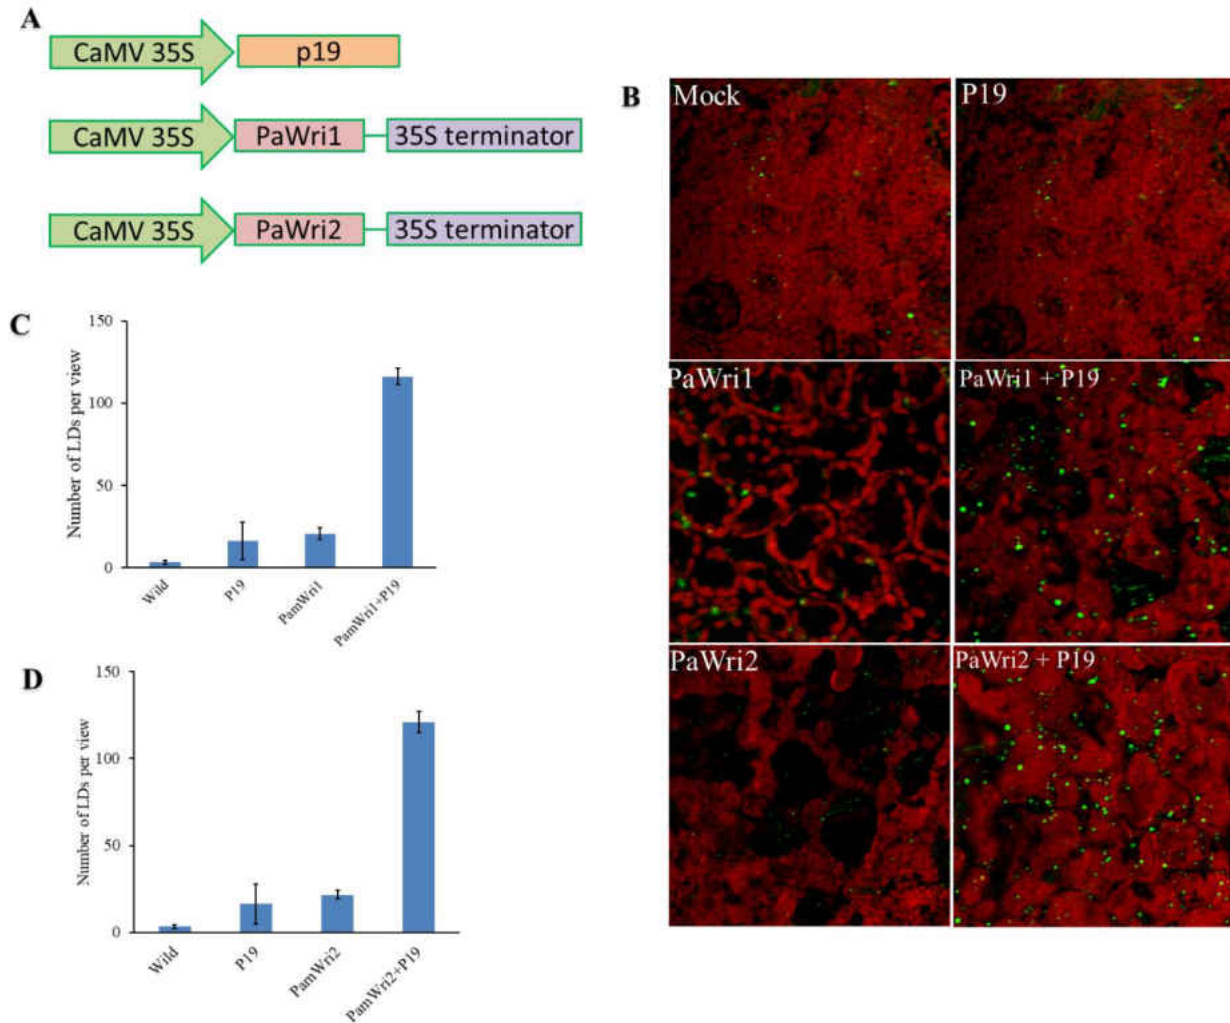 A
CaMV 35S
p19
CaMV 35S
PaWri1
35S terminator
CaMV 35S
PaWri2
35S terminator
B
Mock
P19
PaWri1
PaWri1 + P19
PaWri2
PaWri2 + P19
C
Number of LDs per view
150
100
50
0
Wild
P19
PamWri1
PamWri1+P19
D
Number of LDs per view
150
100
50
0
Wild
P19
PamWri2
PamWri2+P19